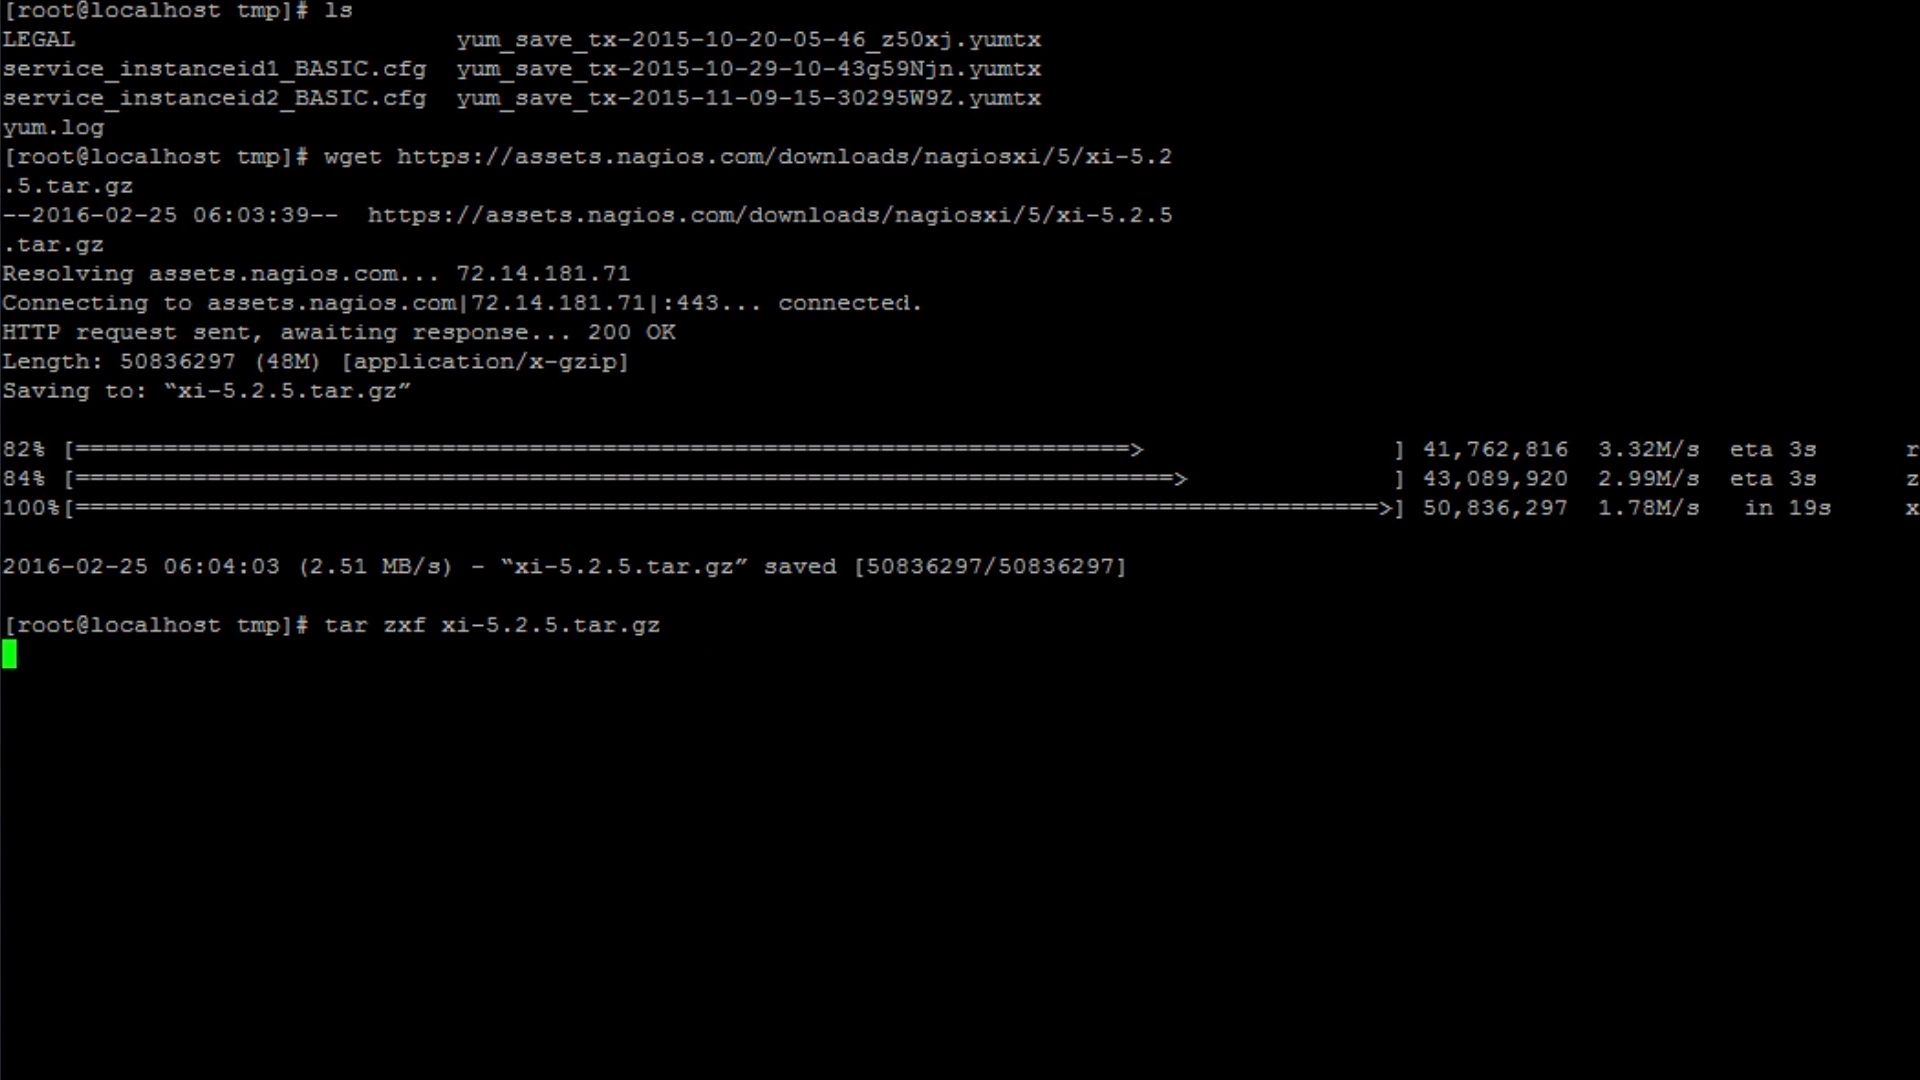 [root@localhost tmp]# ls
LEGAL                          yum_save_tx-2015-10-20-05-46_z50xj.yumtx
service_instanceid1_BASIC.cfg  yum_save_tx-2015-10-29-10-43g59Njn.yumtx
service_instanceid2_BASIC.cfg  yum_save_tx-2015-11-09-15-30295W9Z.yumtx
yum.log
[root@localhost tmp]# wget https://assets.nagios.com/downloads/nagiosxi/5/xi-5.2
.5.tar.gz
--2016-02-25 06:03:39--  https://assets.nagios.com/downloads/nagiosxi/5/xi-5.2.5
.tar.gz
Resolving assets.nagios.com... 72.14.181.71
Connecting to assets.nagios.com|72.14.181.71|:443... connected.
HTTP request sent, awaiting response... 200 OK
Length: 50836297 (48M) [application/x-gzip]
Saving to: “xi-5.2.5.tar.gz”
82% [========================================================================>                 ] 41,762,816  3.32M/s  eta 3s      r
84% [===========================================================================>              ] 43,089,920  2.99M/s  eta 3s      z
100%[=========================================================================================>] 50,836,297  1.78M/s   in 19s     x
2016-02-25 06:04:03 (2.51 MB/s) - “xi-5.2.5.tar.gz” saved [50836297/50836297]
[root@localhost tmp]# tar zxf xi-5.2.5.tar.gz